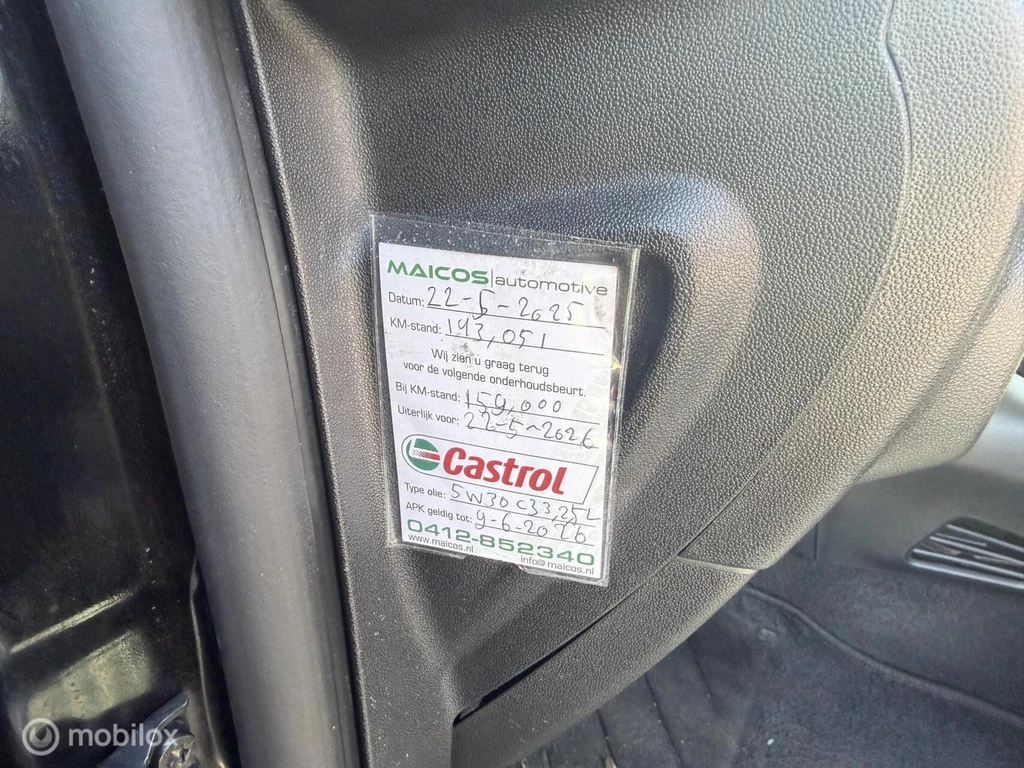 MAICOS|automotive
Datum: 22-5-2025
KM-stand: 143,051
Wij zien u graag terug
voor de volgende onderhoudsbeurt.
Bij KM-stand: 159,000
Uiterlijk voor: 22-5-2026
Castrol
Type olie: 5W30 C3 3.25L
APK geldig tot: 9-6-2026
0412-852340
www.maicos.nl info@maicos.nl
mobilox